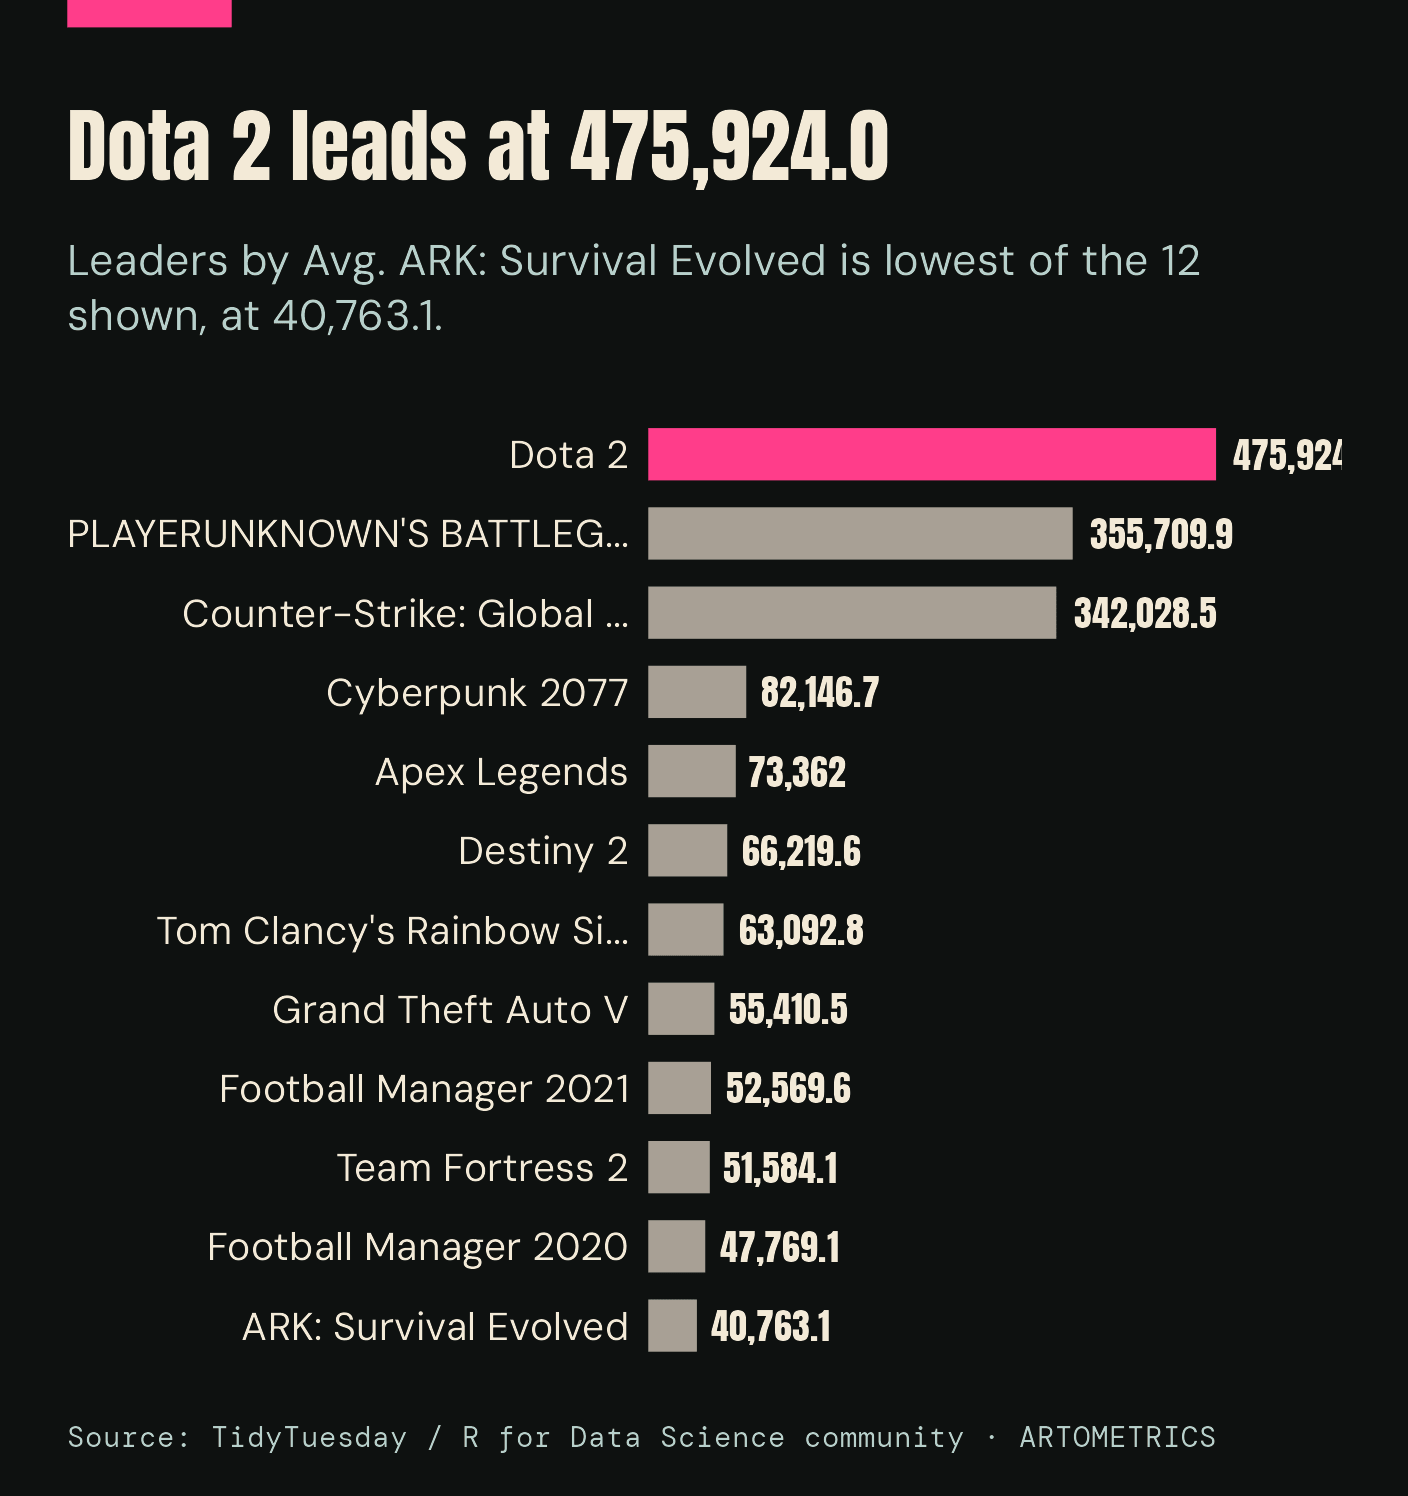 Dota 2 leads at 475,924.0
Leaders by Avg. ARK: Survival Evolved is lowest of the 12
shown, at 40,763.1.
Dota 2 475,924
PLAYERUNKNOWN'S BATTLEG... 355,709.9
Counter-Strike: Global ... 342,028.5
Cyberpunk 2077 82,146.7
Apex Legends 73,362
Destiny 2 66,219.6
Tom Clancy's Rainbow Si... 63,092.8
Grand Theft Auto V 55,410.5
Football Manager 2021 52,569.6
Team Fortress 2 51,584.1
Football Manager 2020 47,769.1
ARK: Survival Evolved 40,763.1
Source: TidyTuesday / R for Data Science community · ARTOMETRICS